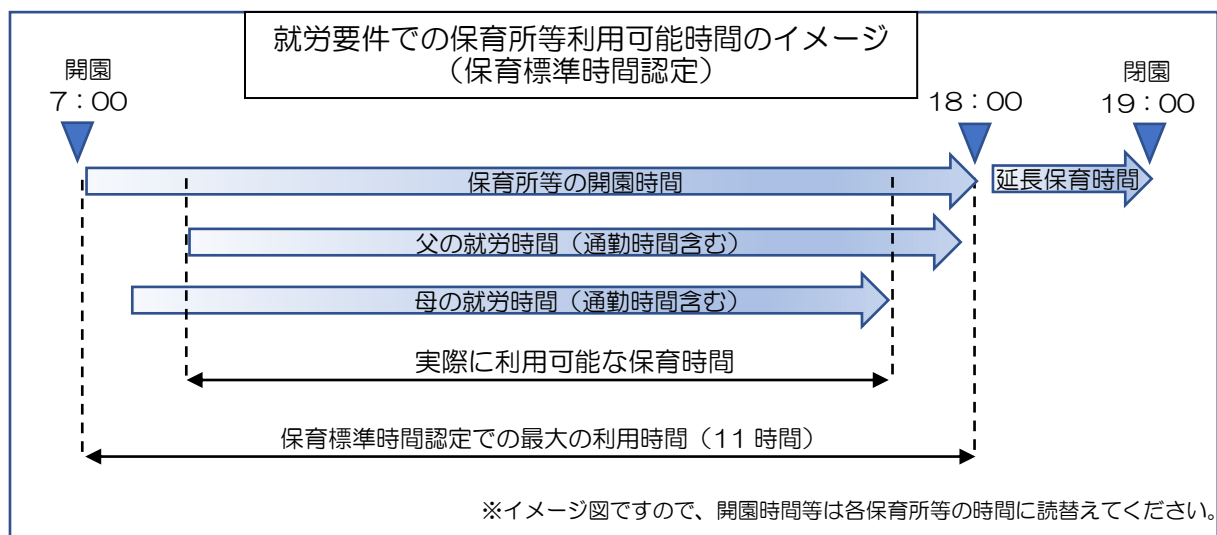 就労要件での保育所等利用可能時間のイメージ
（保育標準時間認定）
開園
7：00
18：00
閉園
19：00
保育所等の開園時間
延長保育時間
父の就労時間（通勤時間含む）
母の就労時間（通勤時間含む）
実際に利用可能な保育時間
保育標準時間認定での最大の利用時間（11 時間）
※イメージ図ですので、開園時間等は各保育所等の時間に読替えてください。